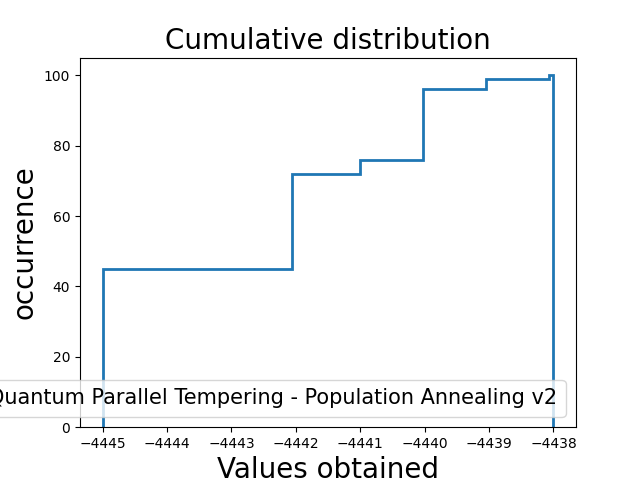 Cumulative distribution
100
80
60
40
20
0
occurrence
Quantum Parallel Tempering - Population Annealing v2
−4445 −4444 −4443 −4442 −4441 −4440 −4439 −4438
Values obtained